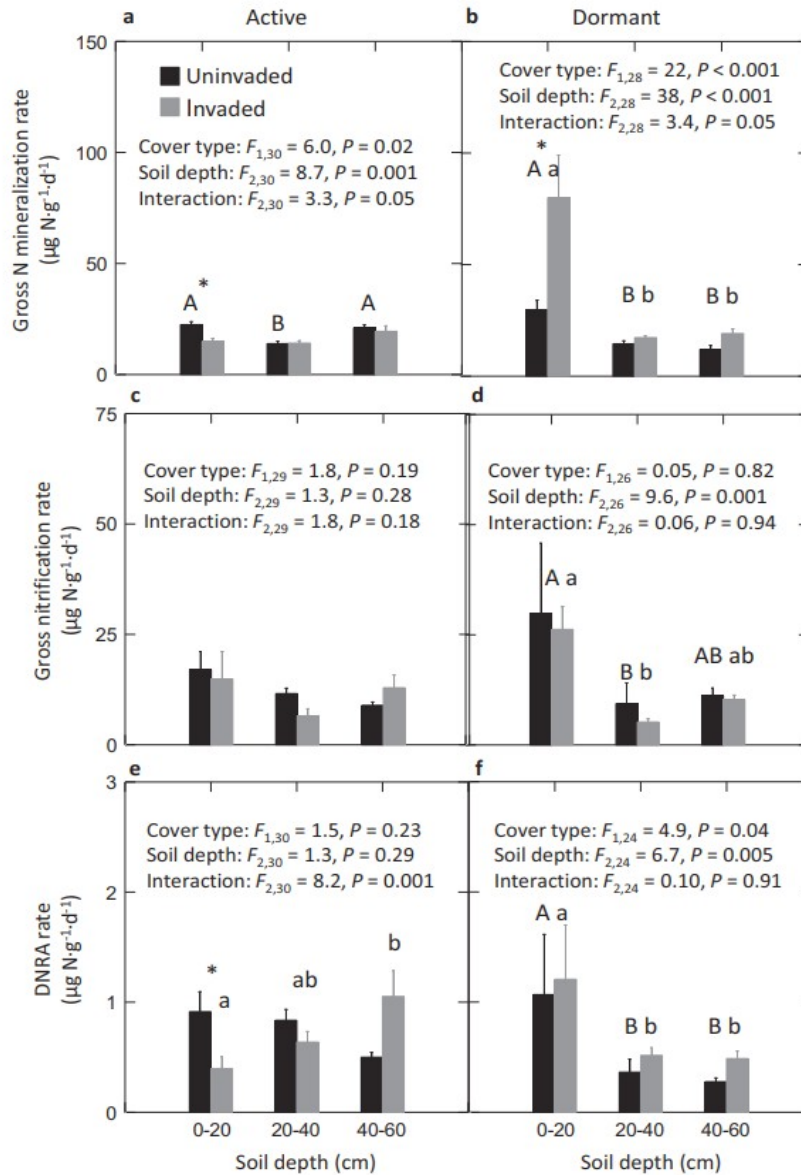 a Active
b Dormant
150
100
50
0
Gross N mineralization rate
(µg N·g⁻¹·d⁻¹)
Uninvaded
Invaded
Cover type: F1,30 = 6.0, P = 0.02
Soil depth: F2,30 = 8.7, P = 0.001
Interaction: F2,30 = 3.3, P = 0.05
*
A
B
A
Cover type: F1,28 = 22, P < 0.001
Soil depth: F2,28 = 38, P < 0.001
Interaction: F2,28 = 3.4, P = 0.05
*
A a
B b
B b
c
d
75
50
25
0
Gross nitrification rate
(µg N·g⁻¹·d⁻¹)
Cover type: F1,29 = 1.8, P = 0.19
Soil depth: F2,29 = 1.3, P = 0.28
Interaction: F2,29 = 1.8, P = 0.18
Cover type: F1,26 = 0.05, P = 0.82
Soil depth: F2,26 = 9.6, P = 0.001
Interaction: F2,26 = 0.06, P = 0.94
A a
B b
AB ab
e
f
3
2
1
0
DNRA rate
(µg N·g⁻¹·d⁻¹)
Cover type: F1,30 = 1.5, P = 0.23
Soil depth: F2,30 = 1.3, P = 0.29
Interaction: F2,30 = 8.2, P = 0.001
*
a
ab
b
Cover type: F1,24 = 4.9, P = 0.04
Soil depth: F2,24 = 6.7, P = 0.005
Interaction: F2,24 = 0.10, P = 0.91
A a
B b
B b
0-20 20-40 40-60
Soil depth (cm)
0-20 20-40 40-60
Soil depth (cm)